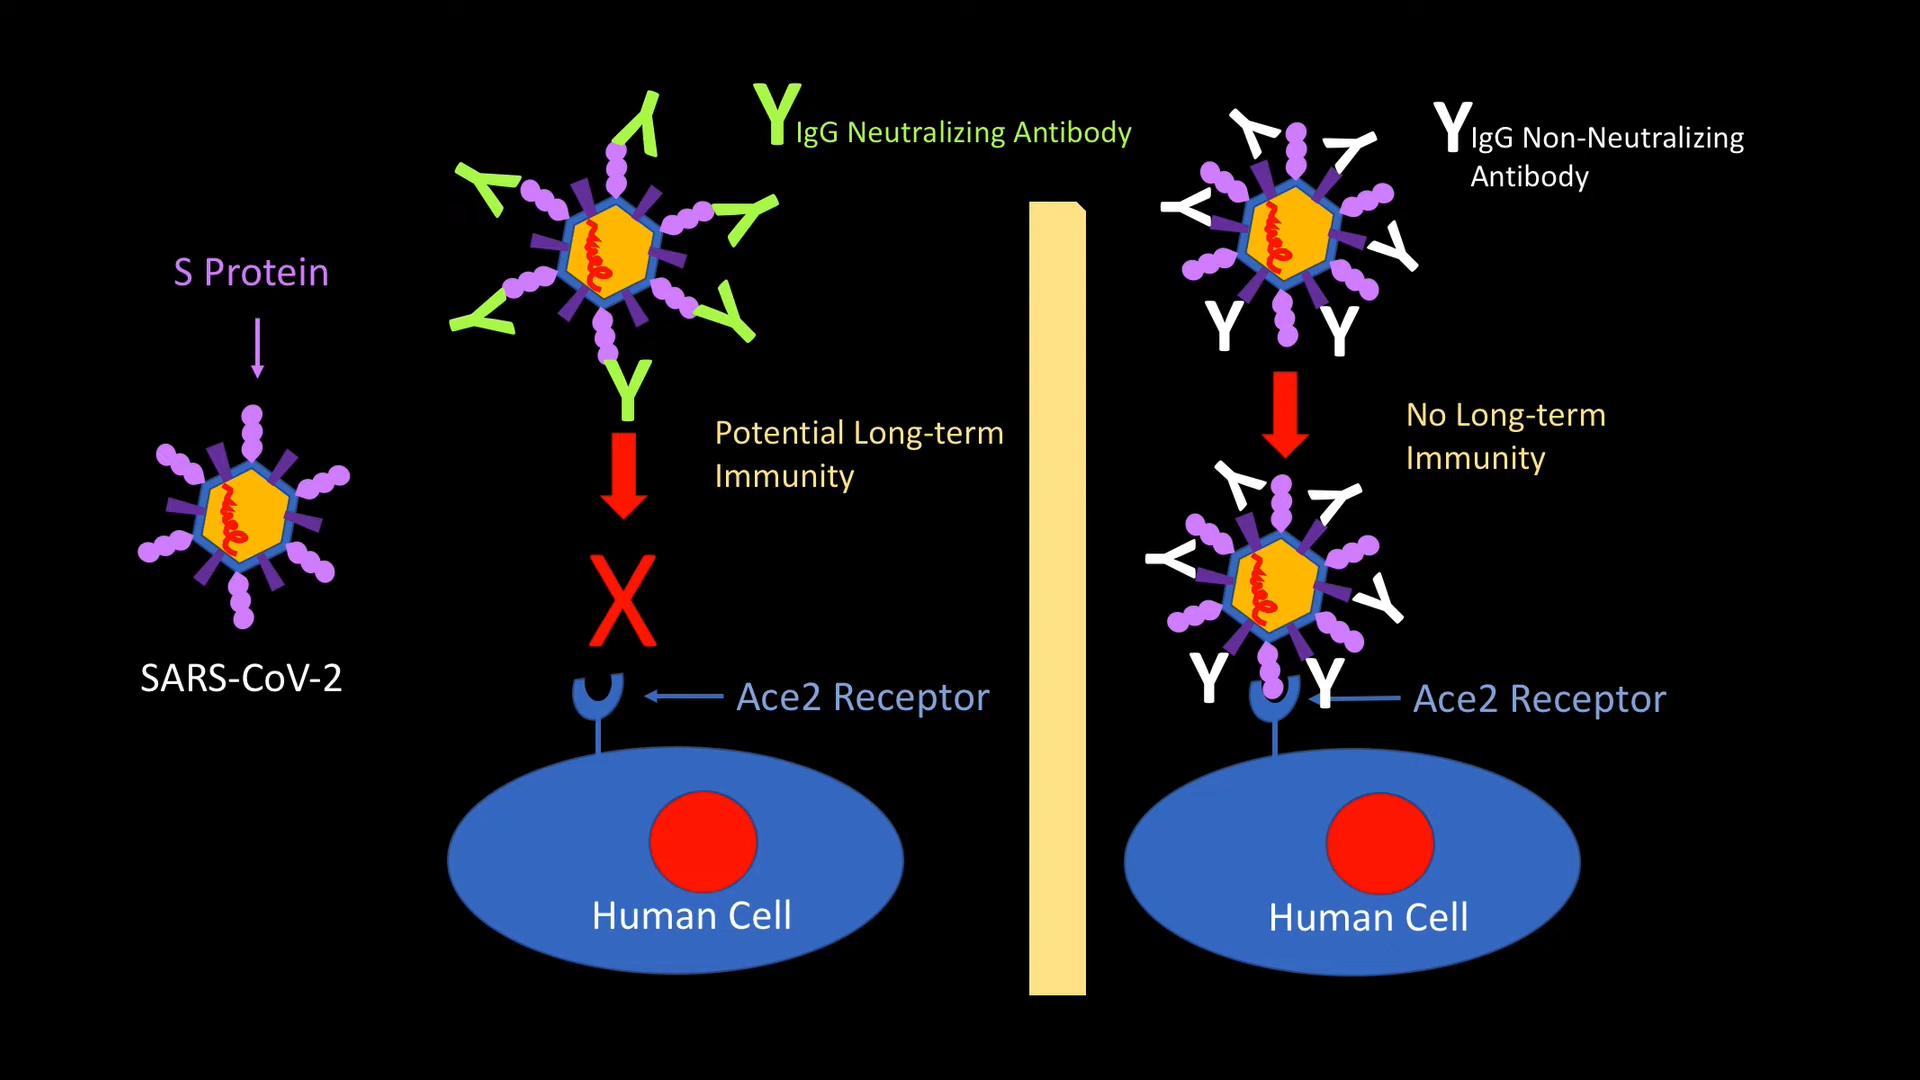 S Protein
SARS-CoV-2
IgG Neutralizing Antibody
Potential Long-term
Immunity
X
Ace2 Receptor
Human Cell
IgG Non-Neutralizing
Antibody
No Long-term
Immunity
Ace2 Receptor
Human Cell